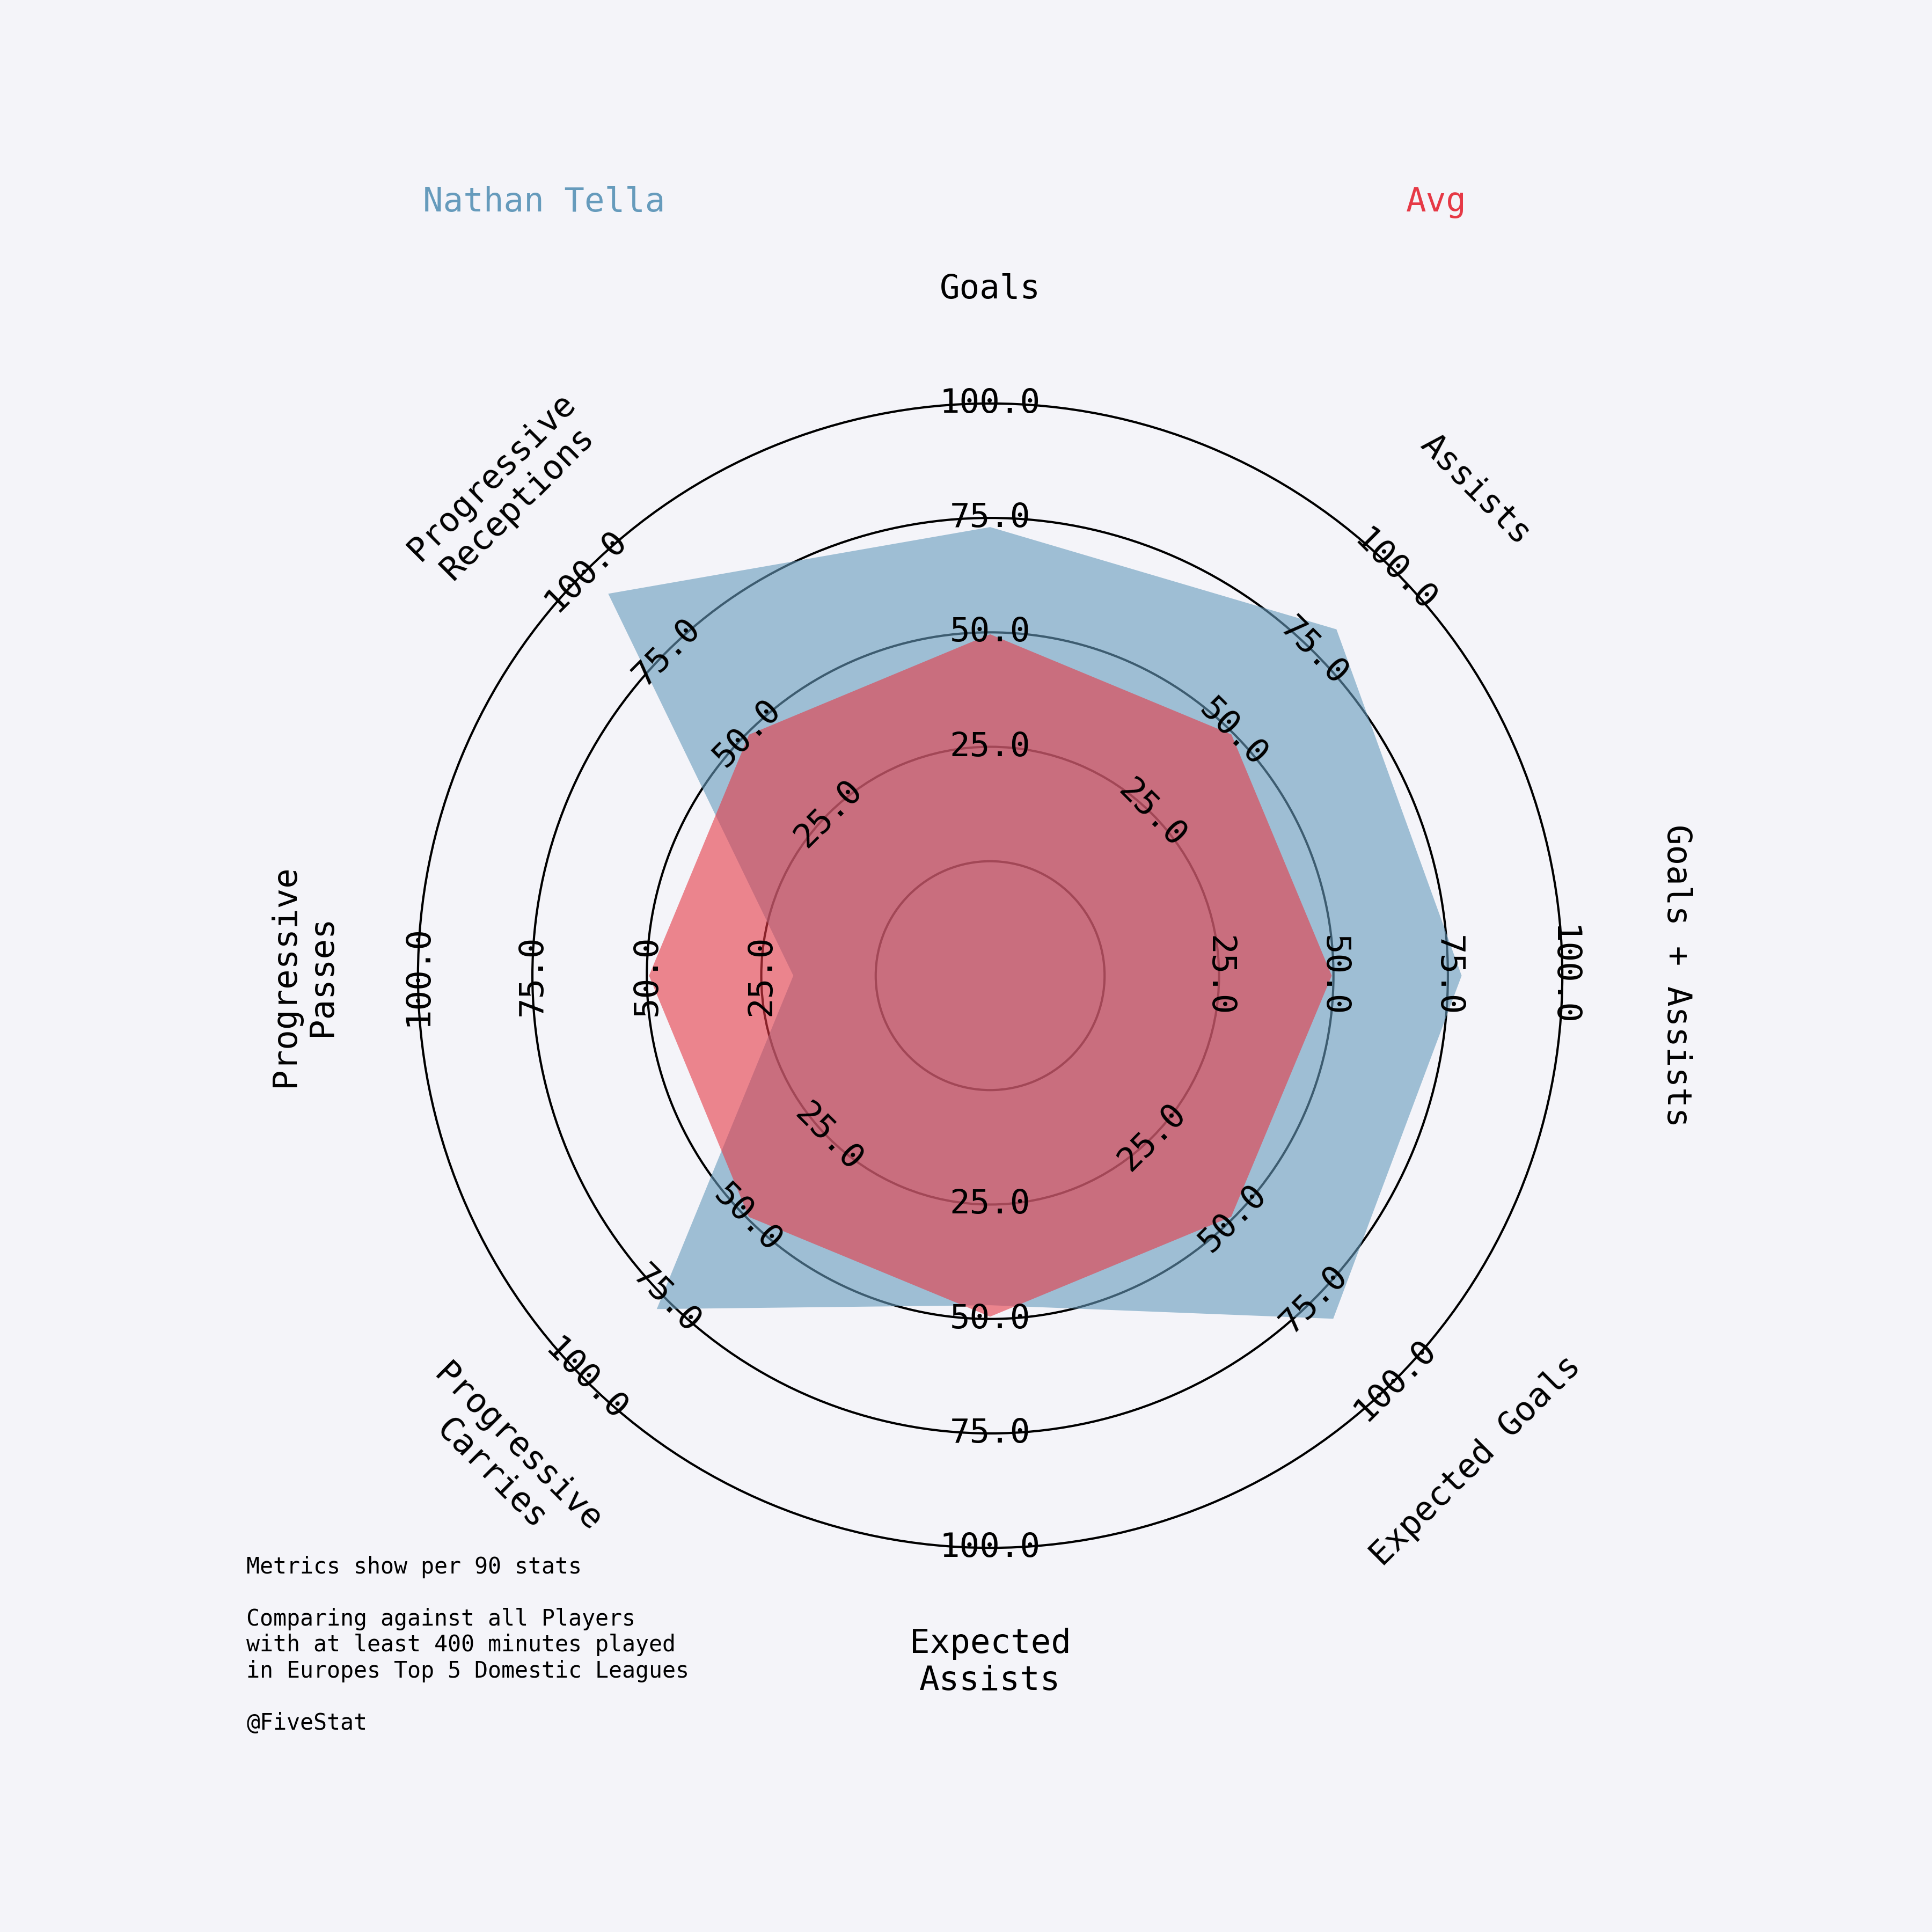 Nathan Tella
Avg
Goals
Assists
Goals + Assists
Expected Goals
Expected
Assists
Progressive
Carries
Progressive
Passes
Progressive
Receptions
25.0
50.0
75.0
100.0
25.0
50.0
75.0
100.0
25.0
50.0
75.0
100.0
25.0
50.0
75.0
100.0
25.0
50.0
75.0
100.0
25.0
50.0
75.0
100.0
25.0
50.0
75.0
100.0
25.0
50.0
75.0
100.0
Metrics show per 90 stats
Comparing against all Players
with at least 400 minutes played
in Europes Top 5 Domestic Leagues
@FiveStat